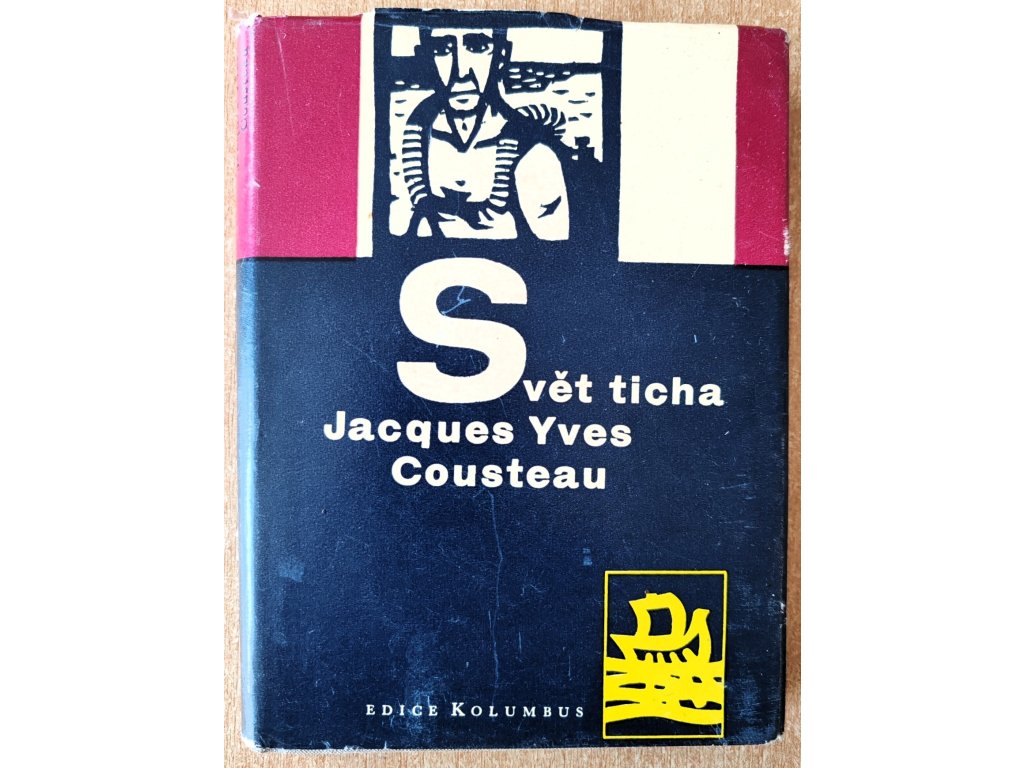 Svět ticha
Jacques Yves
Cousteau
EDICE KOLUMBUS